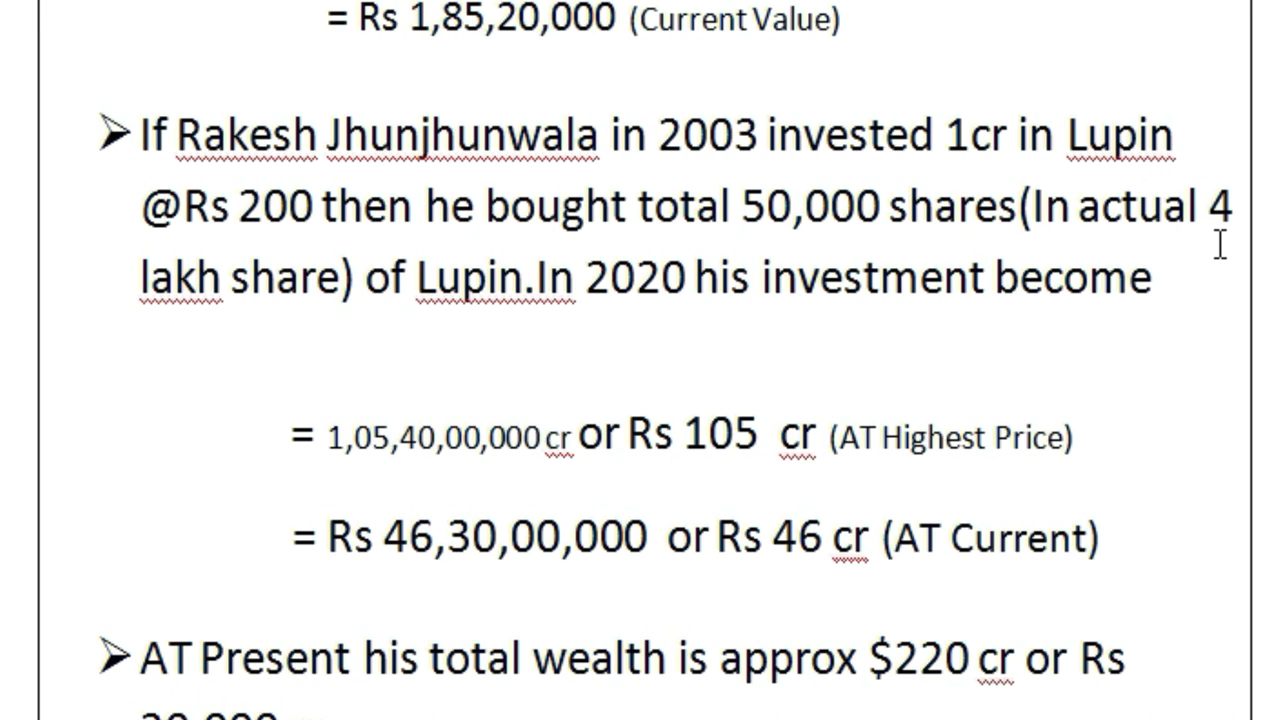 = Rs 1,85,20,000 (Current Value)
➢ If Rakesh Jhunjhunwala in 2003 invested 1cr in Lupin
@Rs 200 then he bought total 50,000 shares(In actual 4
lakh share) of Lupin.In 2020 his investment become
= 1,05,40,00,000 cr or Rs 105 cr (AT Highest Price)
= Rs 46,30,00,000 or Rs 46 cr (AT Current)
➢ AT Present his total wealth is approx $220 cr or Rs